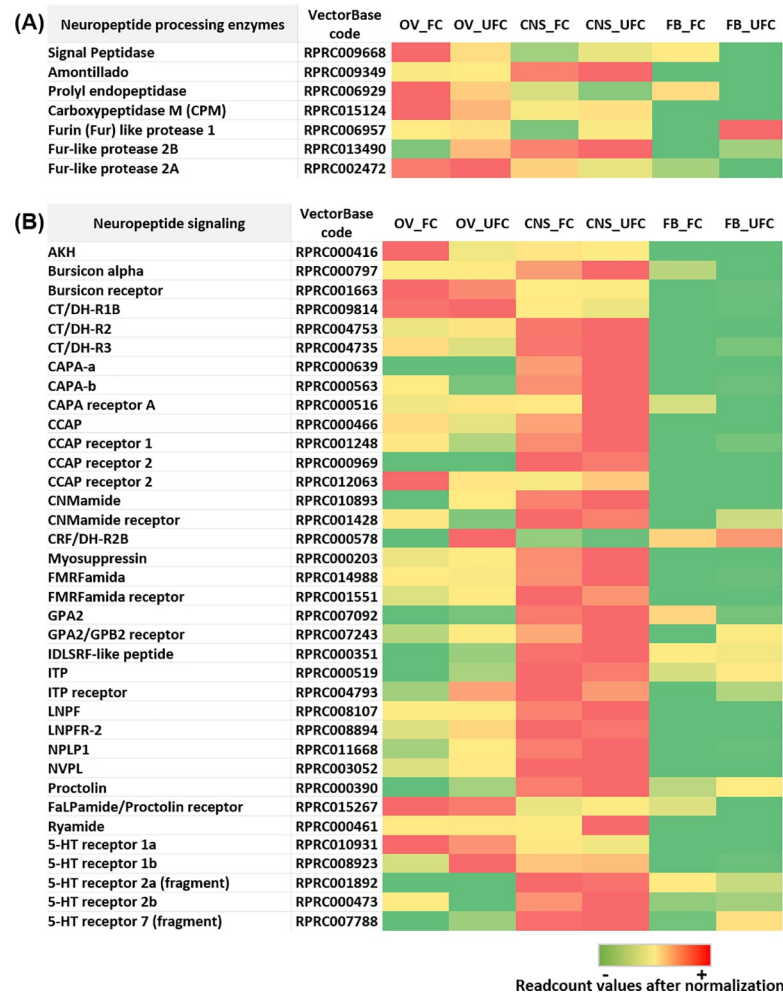 (A) Neuropeptide processing enzymes VectorBase code OV_FC OV_UFC CNS_FC CNS_UFC FB_FC FB_UFC
Signal Peptidase RPRC009668
Amontillado RPRC009349
Prolyl endopeptidase RPRC006929
Carboxypeptidase M (CPM) RPRC015124
Furin (Fur) like protease 1 RPRC006957
Fur-like protease 2B RPRC013490
Fur-like protease 2A RPRC002472
(B) Neuropeptide signaling VectorBase code OV_FC OV_UFC CNS_FC CNS_UFC FB_FC FB_UFC
AKH RPRC000416
Bursicon alpha RPRC000797
Bursicon receptor RPRC001663
CT/DH-R1B RPRC009814
CT/DH-R2 RPRC004753
CT/DH-R3 RPRC004735
CAPA-a RPRC000639
CAPA-b RPRC000563
CAPA receptor A RPRC000516
CCAP RPRC000466
CCAP receptor 1 RPRC001248
CCAP receptor 2 RPRC000969
CCAP receptor 2 RPRC012063
CNMamide RPRC010893
CNMamide receptor RPRC001428
CRF/DH-R2B RPRC000578
Myosuppressin RPRC000203
FMRFamida RPRC014988
FMRFamida receptor RPRC001551
GPA2 RPRC007092
GPA2/GPB2 receptor RPRC007243
IDLSRF-like peptide RPRC000351
ITP RPRC000519
ITP receptor RPRC004793
LNPF RPRC008107
LNPFR-2 RPRC008894
NPLP1 RPRC011668
NVPL RPRC003052
Proctolin RPRC000390
FaLPamide/Proctolin receptor RPRC015267
Ryamide RPRC000461
5-HT receptor 1a RPRC010931
5-HT receptor 1b RPRC008923
5-HT receptor 2a (fragment) RPRC001892
5-HT receptor 2b RPRC000473
5-HT receptor 7 (fragment) RPRC007788
- +
Readcount values after normalization